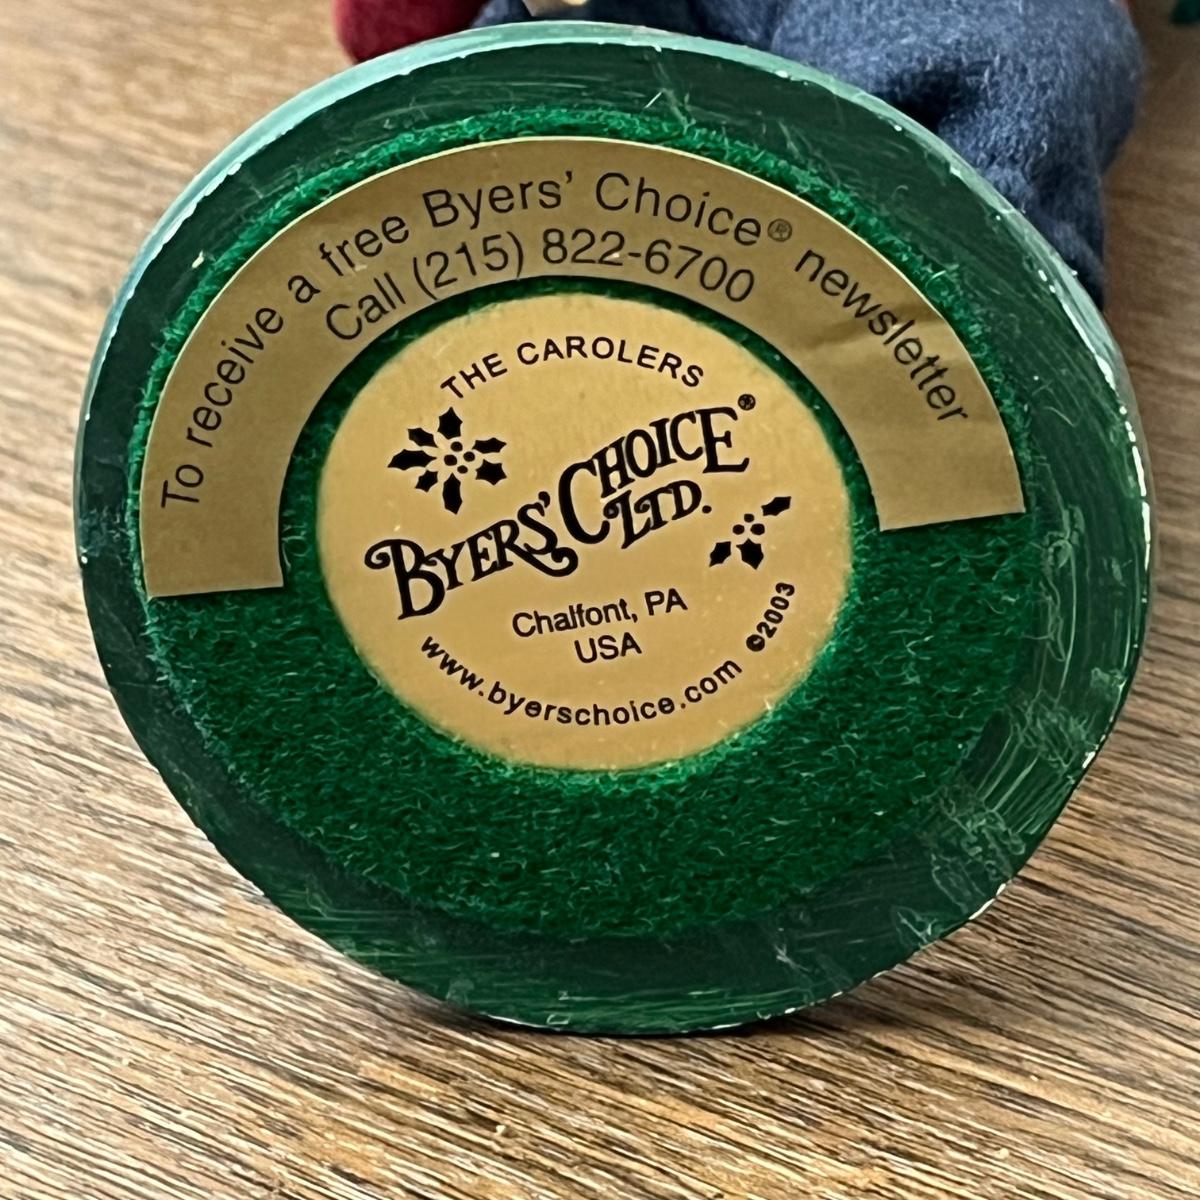 To receive a free Byers' Choice® newsletter
Call (215) 822-6700
THE CAROLERS
BYERS' CHOICE®
LTD.
Chalfont, PA
USA
www.byerschoice.com ©2003